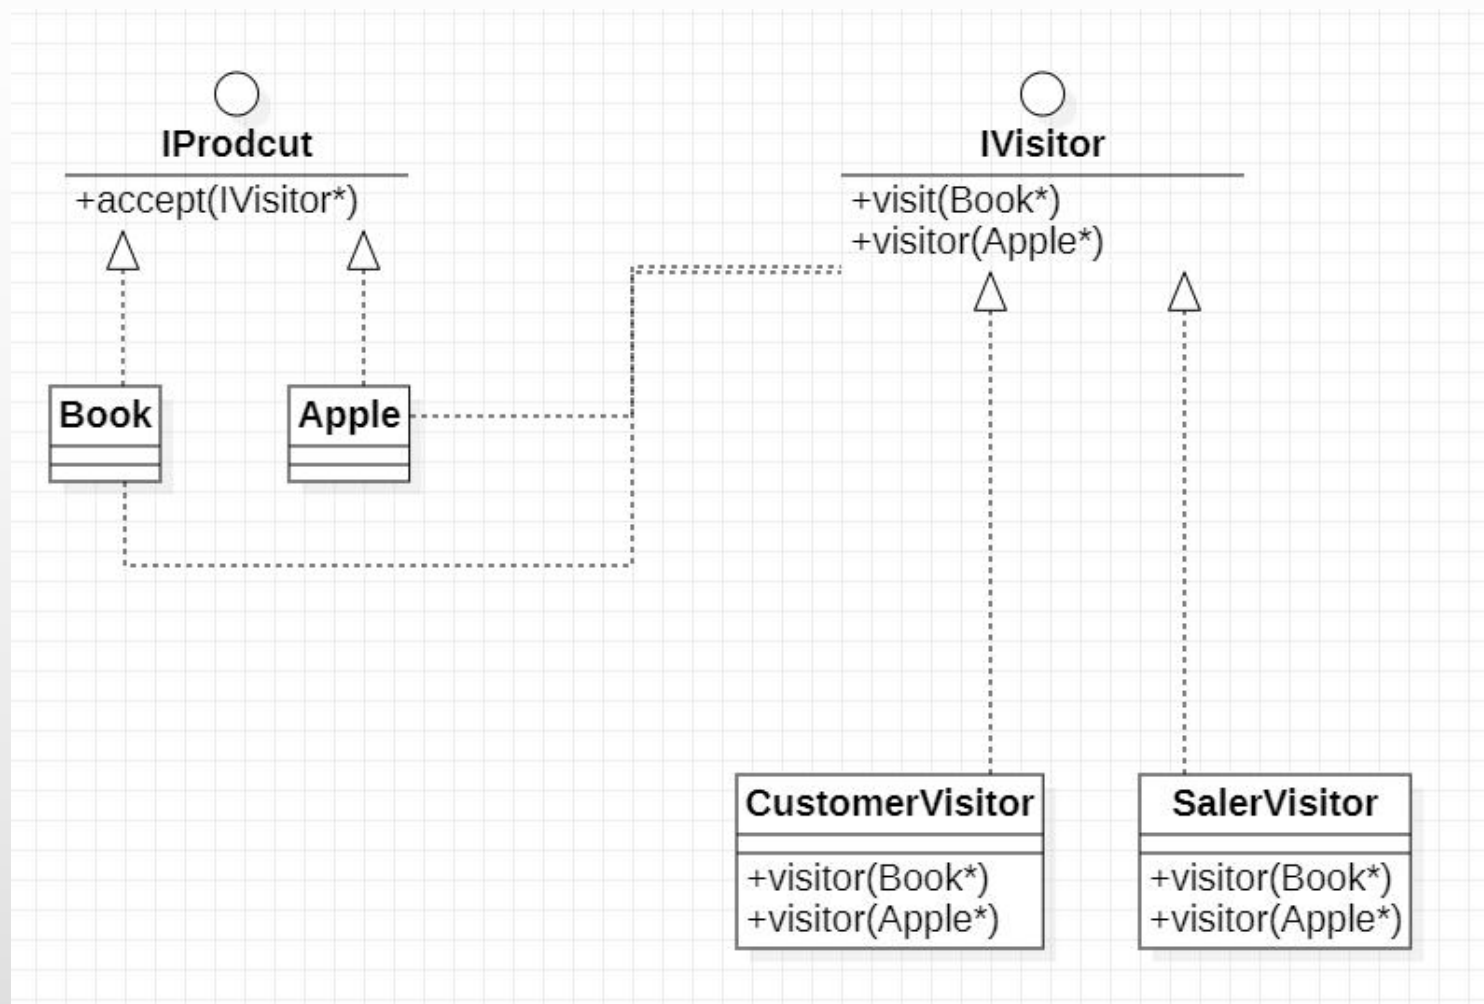 IProdcut
+accept(IVisitor*)
IVisitor
+visit(Book*)
+visitor(Apple*)
Book
Apple
CustomerVisitor
+visitor(Book*)
+visitor(Apple*)
SalerVisitor
+visitor(Book*)
+visitor(Apple*)